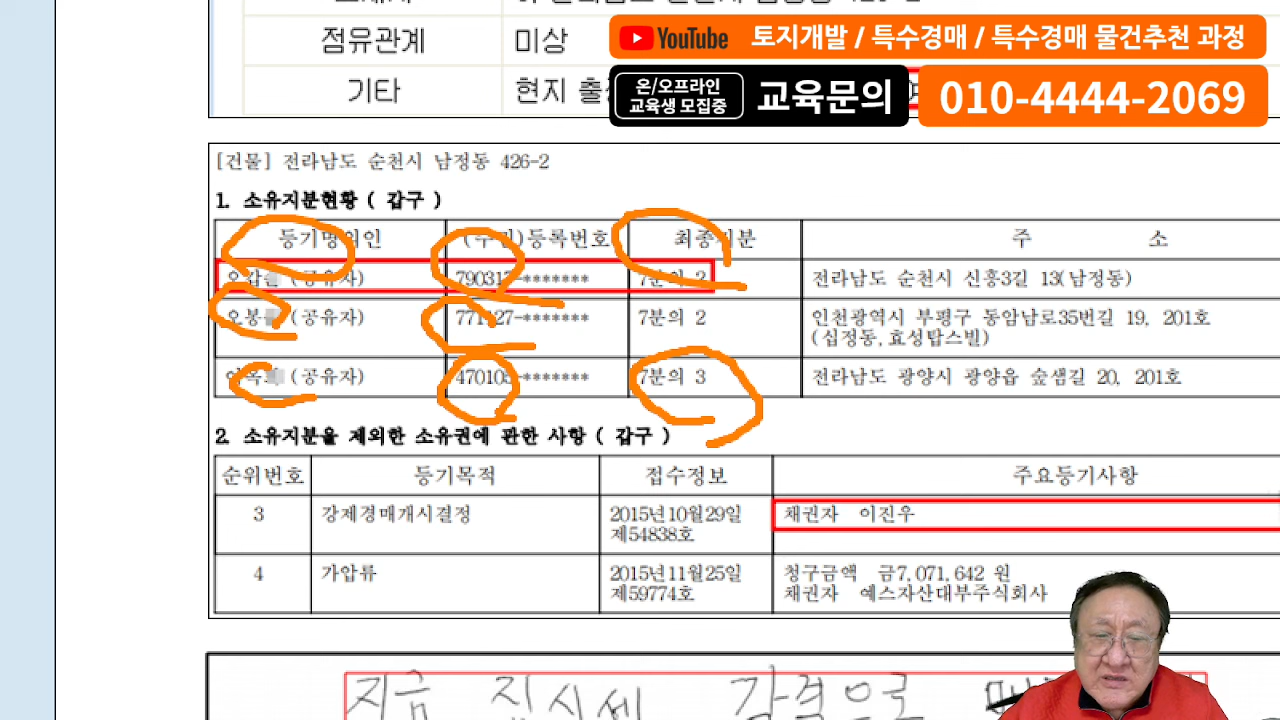 점유관계 미상
YouTube 토지개발 / 특수경매 / 특수경매 물건추천 과정
기타 현지
온/오프라인
교육생 모집중
교육문의
010-4444-2069
[건물] 전라남도 순천시 남정동 426-2
1. 소유지분현황 ( 갑구 )
등기명의인 (주민)등록번호 최종지분 주 소
(공유자) 790313-******* 7분의 2 전라남도 순천시 신흥3길 13(남정동)
오봉 (공유자) 771127-******* 7분의 2 인천광역시 부평구 동암남로35번길 19, 201호
(십정동,효성탑스빌)
(공유자) 7분의 3 전라남도 광양시 광양읍 숲샘길 20, 201호
2. 소유지분을 제외한 소유권에 관한 사항 ( 갑구 )
순위번호 등기목적 접수정보 주요등기사항
3 강제경매개시결정 2015년10월29일 채권자 이진우
제54838호
4 가압류 2015년11월25일 청구금액 금7,071,642 원
제59774호 채권자 예스자산대부주식회사
지금 집시세 감격으로